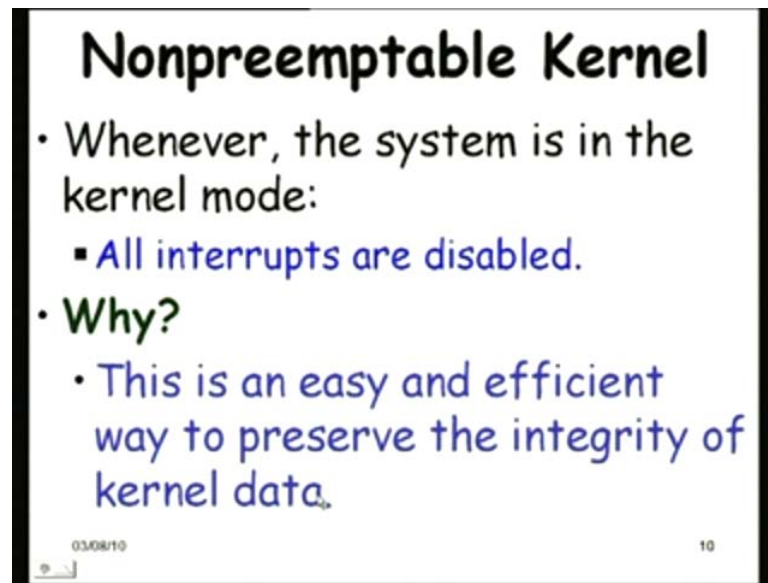 Nonpreemptable Kernel
• Whenever, the system is in the
kernel mode:
▪ All interrupts are disabled.
• Why?
• This is an easy and efficient
way to preserve the integrity of
kernel data.
03/08/10
10